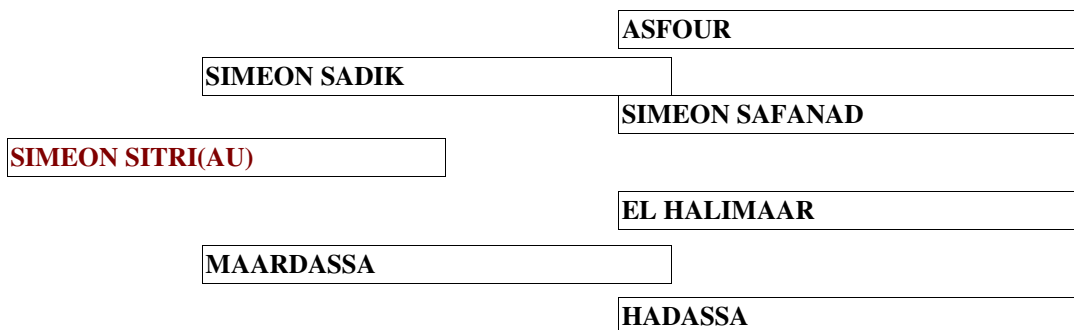 ASFOUR
SIMEON SADIK
SIMEON SAFANAD
SIMEON SITRI(AU)
EL HALIMAAR
MAARDASSA
HADASSA